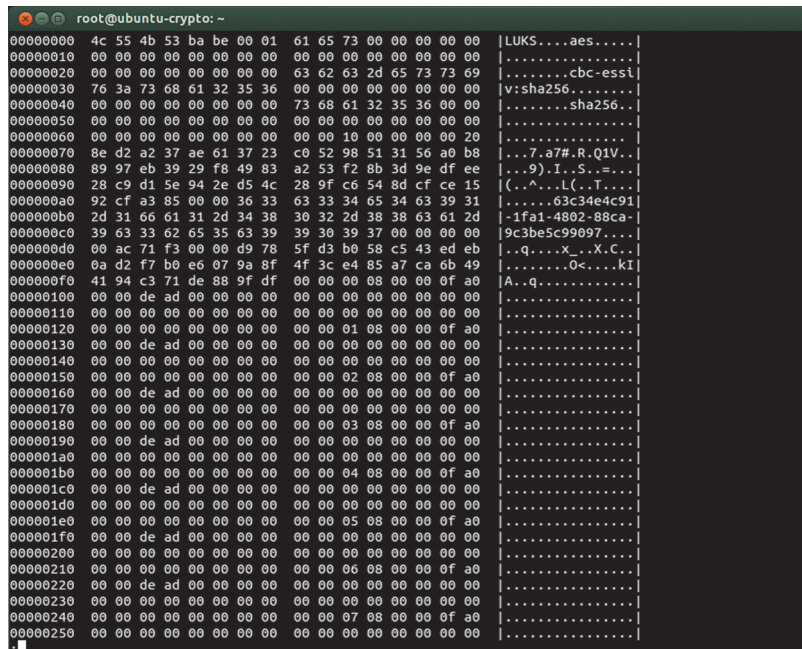 root@ubuntu-crypto: ~
00000000  4c 55 4b 53 ba be 00 01  61 65 73 00 00 00 00 00  |LUKS....aes.....|
00000010  00 00 00 00 00 00 00 00  00 00 00 00 00 00 00 00  |................|
00000020  00 00 00 00 00 00 00 00  63 62 63 2d 65 73 73 69  |........cbc-essi|
00000030  76 3a 73 68 61 32 35 36  00 00 00 00 00 00 00 00  |v:sha256........|
00000040  00 00 00 00 00 00 00 00  73 68 61 32 35 36 00 00  |........sha256..|
00000050  00 00 00 00 00 00 00 00  00 00 00 00 00 00 00 00  |................|
00000060  00 00 00 00 00 00 00 00  00 00 10 00 00 00 00 20  |............... |
00000070  8e d2 a2 37 ae 61 37 23  c0 52 98 51 31 56 a0 b8  |...7.a7#.R.Q1V..|
00000080  89 97 eb 39 29 f8 49 83  a2 53 f2 8b 3d 9e df ee  |...9).I..S..=...|
00000090  28 c9 d1 5e 94 2e d5 4c  28 9f c6 54 8d cf ce 15  |(..^...L(..T....|
000000a0  92 cf a3 85 00 00 36 33  63 33 34 65 34 63 39 31  |......63c34e4c91|
000000b0  2d 31 66 61 31 2d 34 38  30 32 2d 38 38 63 61 2d  |-1fa1-4802-88ca-|
000000c0  39 63 33 62 65 35 63 39  39 30 39 37 00 00 00 00  |9c3be5c99097....|
000000d0  00 ac 71 f3 00 00 d9 78  5f d3 b0 58 c5 43 ed eb  |..q....x_..X.C..|
000000e0  0a d2 f7 b0 e6 07 9a 8f  4f 3c e4 85 a7 ca 6b 49  |........O<....kI|
000000f0  41 94 c3 71 de 88 9f df  00 00 00 08 00 00 0f a0  |A..q............|
00000100  00 00 de ad 00 00 00 00  00 00 00 00 00 00 00 00  |................|
00000110  00 00 00 00 00 00 00 00  00 00 00 00 00 00 00 00  |................|
00000120  00 00 00 00 00 00 00 00  00 00 01 08 00 00 0f a0  |................|
00000130  00 00 de ad 00 00 00 00  00 00 00 00 00 00 00 00  |................|
00000140  00 00 00 00 00 00 00 00  00 00 00 00 00 00 00 00  |................|
00000150  00 00 00 00 00 00 00 00  00 00 02 08 00 00 0f a0  |................|
00000160  00 00 de ad 00 00 00 00  00 00 00 00 00 00 00 00  |................|
00000170  00 00 00 00 00 00 00 00  00 00 00 00 00 00 00 00  |................|
00000180  00 00 00 00 00 00 00 00  00 00 03 08 00 00 0f a0  |................|
00000190  00 00 de ad 00 00 00 00  00 00 00 00 00 00 00 00  |................|
000001a0  00 00 00 00 00 00 00 00  00 00 00 00 00 00 00 00  |................|
000001b0  00 00 00 00 00 00 00 00  00 00 04 08 00 00 0f a0  |................|
000001c0  00 00 de ad 00 00 00 00  00 00 00 00 00 00 00 00  |................|
000001d0  00 00 00 00 00 00 00 00  00 00 00 00 00 00 00 00  |................|
000001e0  00 00 00 00 00 00 00 00  00 00 05 08 00 00 0f a0  |................|
000001f0  00 00 de ad 00 00 00 00  00 00 00 00 00 00 00 00  |................|
00000200  00 00 00 00 00 00 00 00  00 00 00 00 00 00 00 00  |................|
00000210  00 00 00 00 00 00 00 00  00 00 06 08 00 00 0f a0  |................|
00000220  00 00 de ad 00 00 00 00  00 00 00 00 00 00 00 00  |................|
00000230  00 00 00 00 00 00 00 00  00 00 00 00 00 00 00 00  |................|
00000240  00 00 00 00 00 00 00 00  00 00 07 08 00 00 0f a0  |................|
00000250  00 00 00 00 00 00 00 00  00 00 00 00 00 00 00 00  |................|